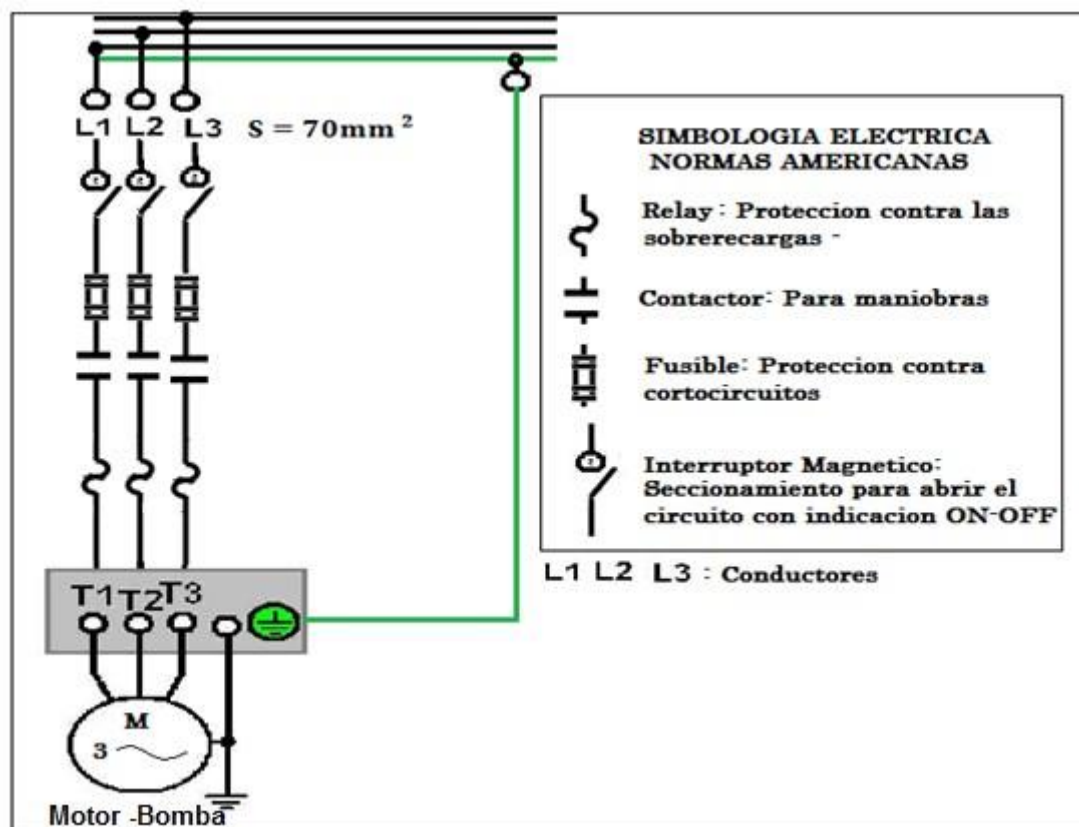 L1 L2 L3 S = 70mm²
SIMBOLOGIA ELECTRICA
NORMAS AMERICANAS
Relay: Proteccion contra las
sobrerecargas -
Contactor: Para maniobras
Fusible: Proteccion contra
cortocircuitos
Interruptor Magnetico:
Seccionamiento para abrir el
circuito con indicacion ON-OFF
L1 L2 L3 : Conductores
T1 T2 T3
M
3
Motor -Bomba